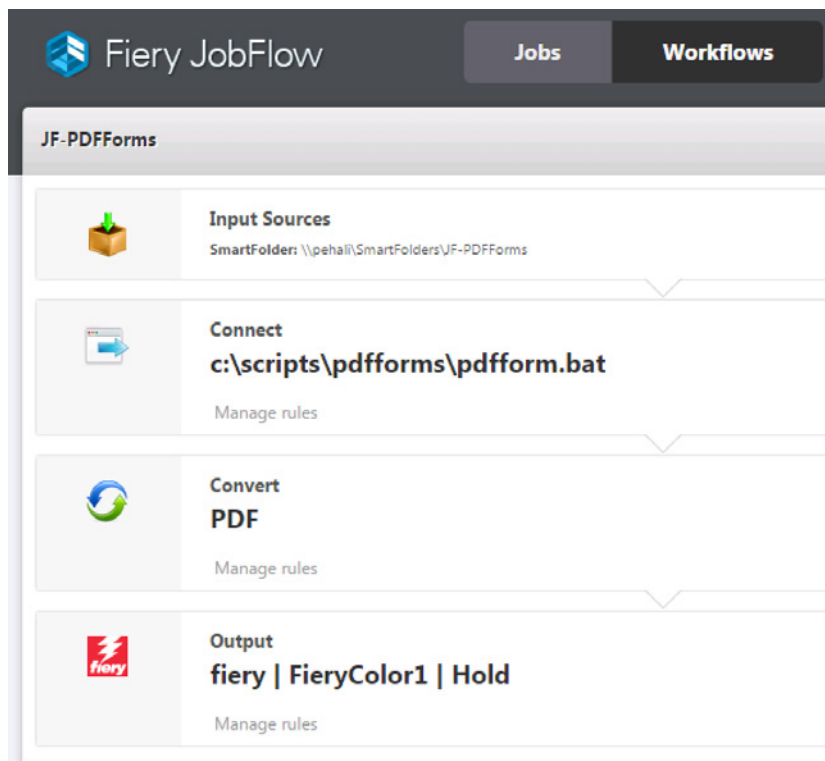 Fiery JobFlow
Jobs
Workflows
JF-PDFForms
Input Sources
SmartFolder: \\pehali\SmartFolders\JF-PDFForms
Connect
c:\scripts\pdfforms\pdfform.bat
Manage rules
Convert
PDF
Manage rules
fiery
Output
fiery | FieryColor1 | Hold
Manage rules